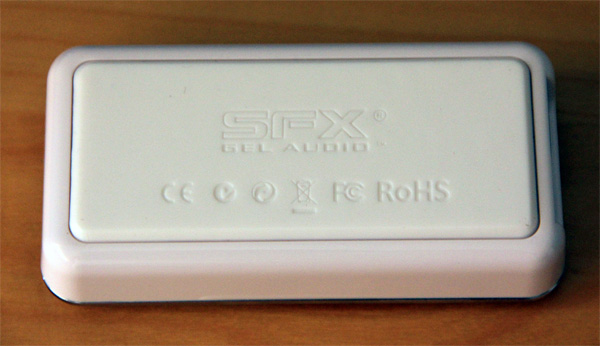 SFX®
GEL AUDIO
CE FC RoHS